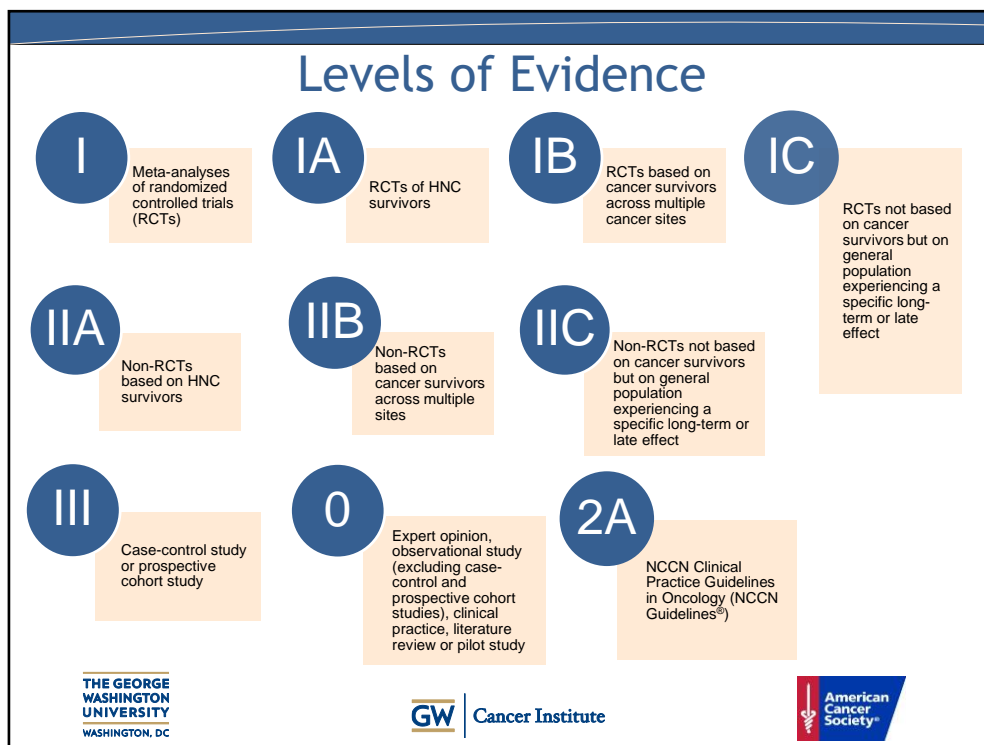 Levels of Evidence
I
Meta-analyses
of randomized
controlled trials
(RCTs)
IA
RCTs of HNC
survivors
IB
RCTs based on
cancer survivors
across multiple
cancer sites
IC
RCTs not based
on cancer
survivors but on
general
population
experiencing a
specific long-
term or late
effect
IIA
Non-RCTs
based on HNC
survivors
IIB
Non-RCTs
based on
cancer survivors
across multiple
sites
IIC
Non-RCTs not based
on cancer survivors
but on general
population
experiencing a
specific long-term or
late effect
III
Case-control study
or prospective
cohort study
0
Expert opinion,
observational study
(excluding case-
control and
prospective cohort
studies), clinical
practice, literature
review or pilot study
2A
NCCN Clinical
Practice Guidelines
in Oncology (NCCN
Guidelines®)
THE GEORGE
WASHINGTON
UNIVERSITY
WASHINGTON, DC
GW Cancer Institute
American
Cancer
Society®